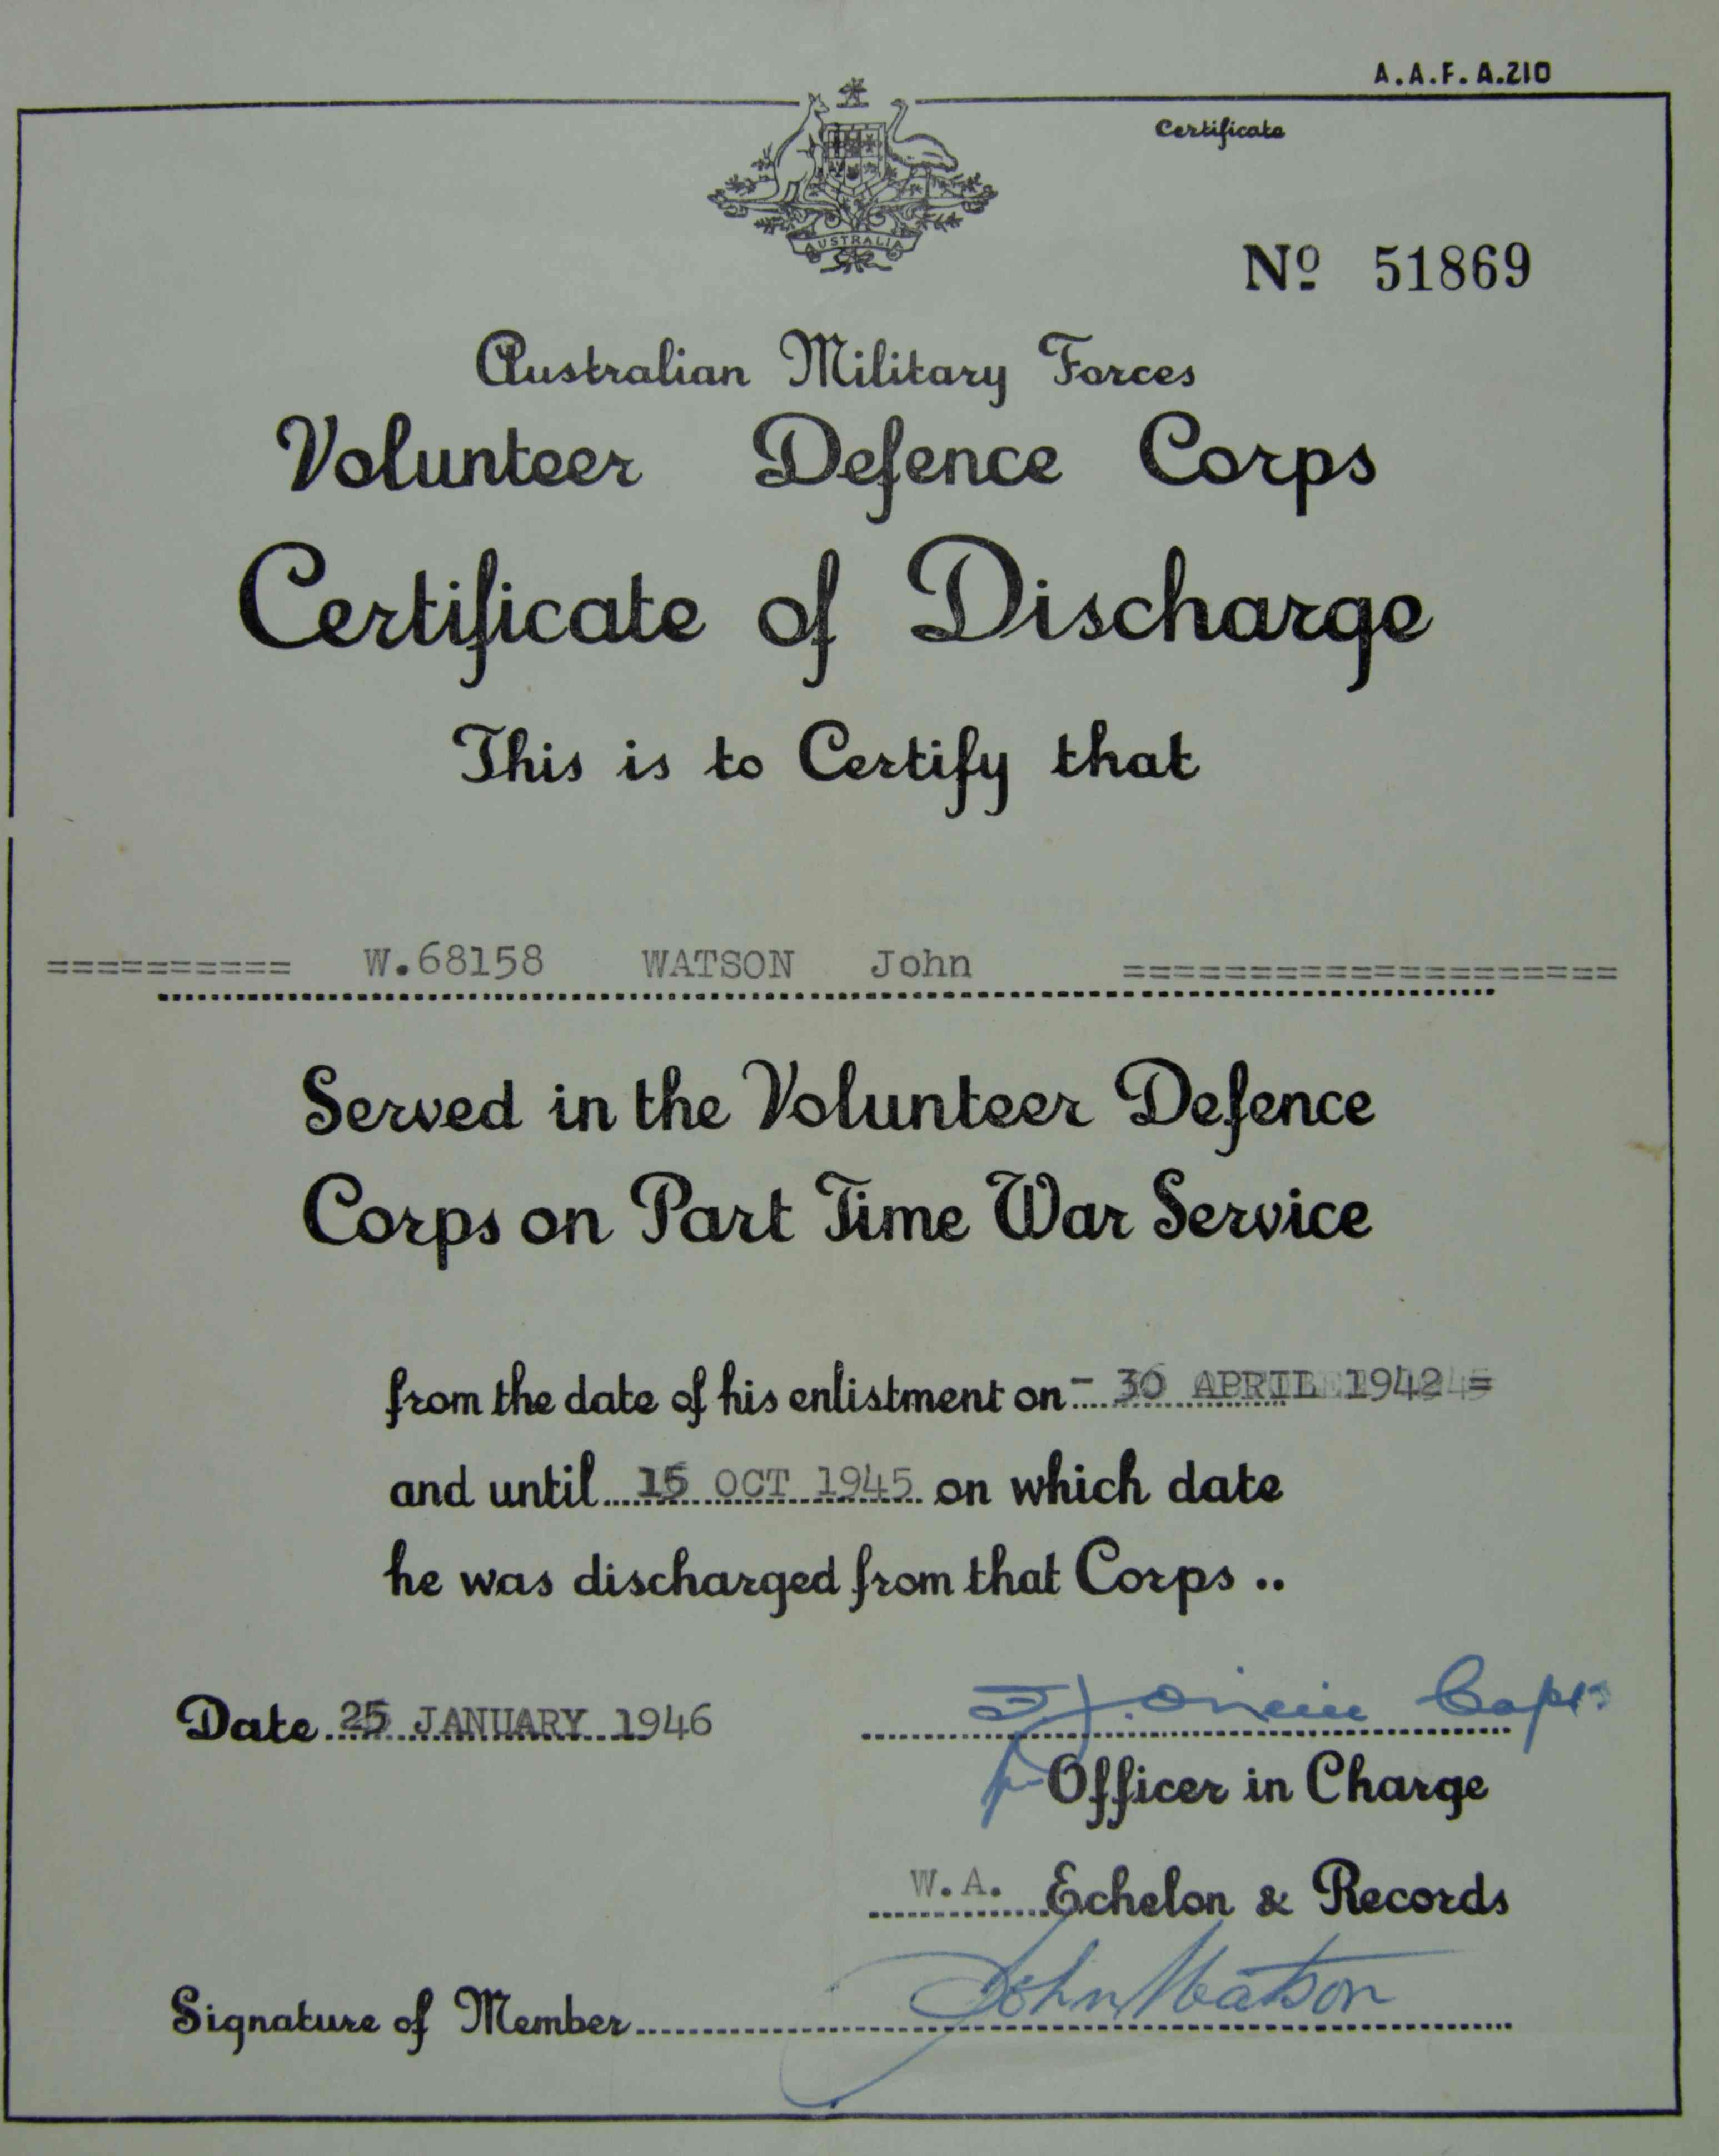 A.A.F. A.210
Certificate
AUSTRALIA
Nº 51869
Australian Military Forces
Volunteer Defence Corps
Certificate of Discharge
This is to Certify that
========== W.68158 WATSON John ====================
Served in the Volunteer Defence
Corps on Part Time War Service
from the date of his enlistment on - 30 APRIL 1942 =
and until 15 OCT 1945 on which date
he was discharged from that Corps ..
Date 25 JANUARY 1946
Capt.
Officer in Charge
W.A. Echelon & Records
Signature of Member John Watson